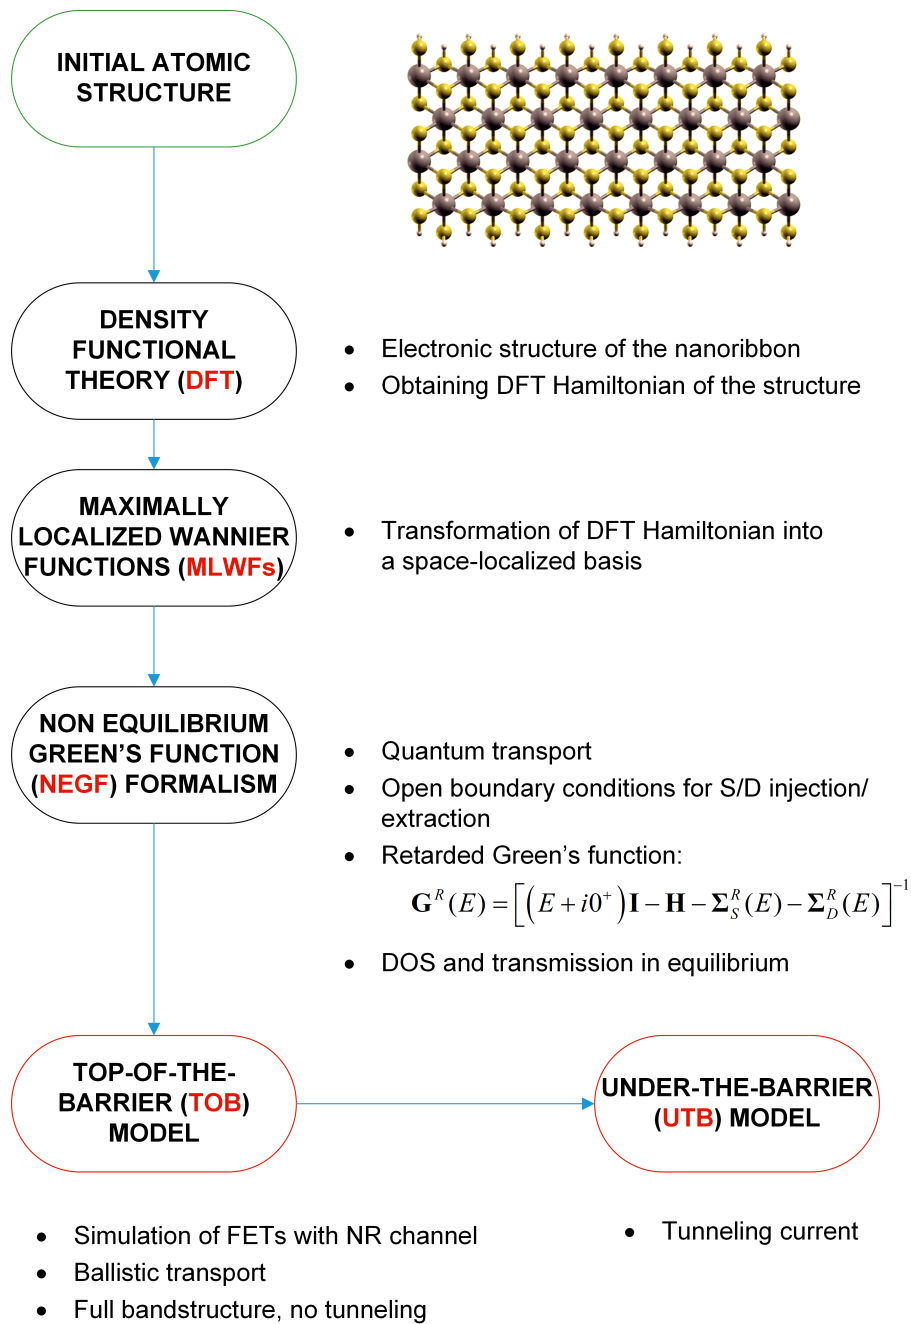 INITIAL ATOMIC
STRUCTURE
DENSITY
FUNCTIONAL
THEORY (DFT)
• Electronic structure of the nanoribbon
• Obtaining DFT Hamiltonian of the structure
MAXIMALLY
LOCALIZED WANNIER
FUNCTIONS (MLWFs)
• Transformation of DFT Hamiltonian into
a space-localized basis
NON EQUILIBRIUM
GREEN’S FUNCTION
(NEGF) FORMALISM
• Quantum transport
• Open boundary conditions for S/D injection/
extraction
• Retarded Green’s function:
G^R(E) = [(E + i0⁺)I − H − Σ_S^R(E) − Σ_D^R(E)]^−1
• DOS and transmission in equilibrium
TOP-OF-THE-
BARRIER (TOB)
MODEL
UNDER-THE-BARRIER
(UTB) MODEL
• Simulation of FETs with NR channel
• Ballistic transport
• Full bandstructure, no tunneling
• Tunneling current